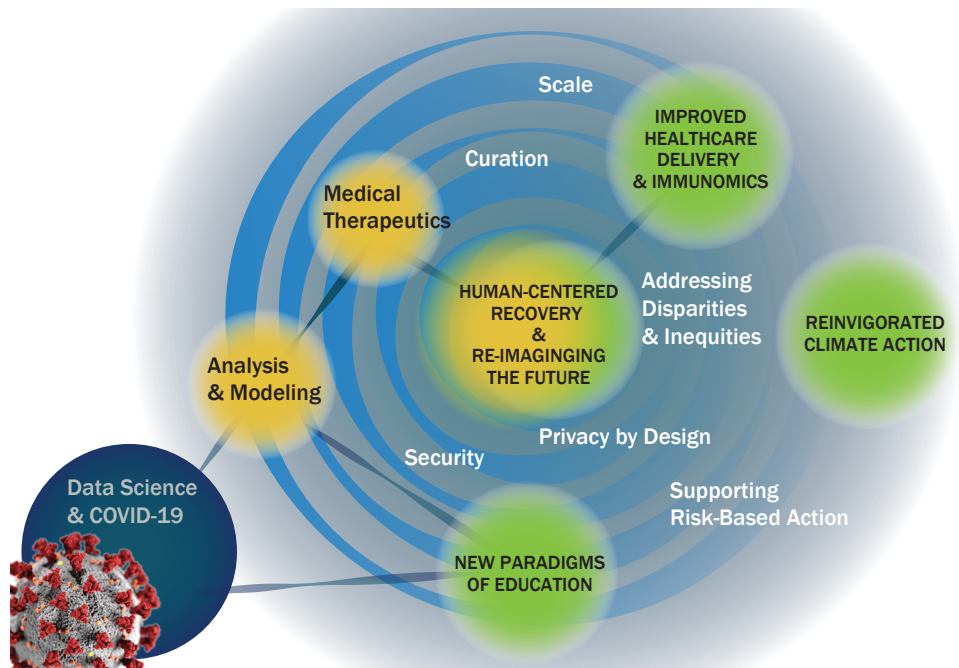 Scale
IMPROVED
HEALTHCARE
DELIVERY
& IMMUNOMICS
Curation
Medical
Therapeutics
HUMAN-CENTERED
RECOVERY
&
RE-IMAGINGING
THE FUTURE
Addressing
Disparities
& Inequities
REINVIGORATED
CLIMATE ACTION
Analysis
& Modeling
Privacy by Design
Security
Data Science
& COVID-19
Supporting
Risk-Based Action
NEW PARADIGMS
OF EDUCATION